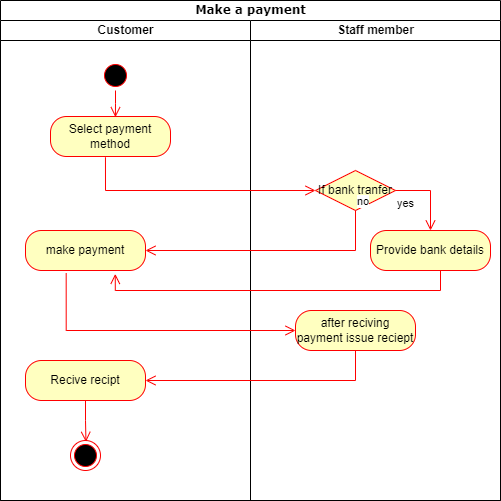 Make a payment
Customer
Staff member
Select payment
method
If bank tranfer
no
yes
make payment
Provide bank details
after reciving
payment issue reciept
Recive recipt